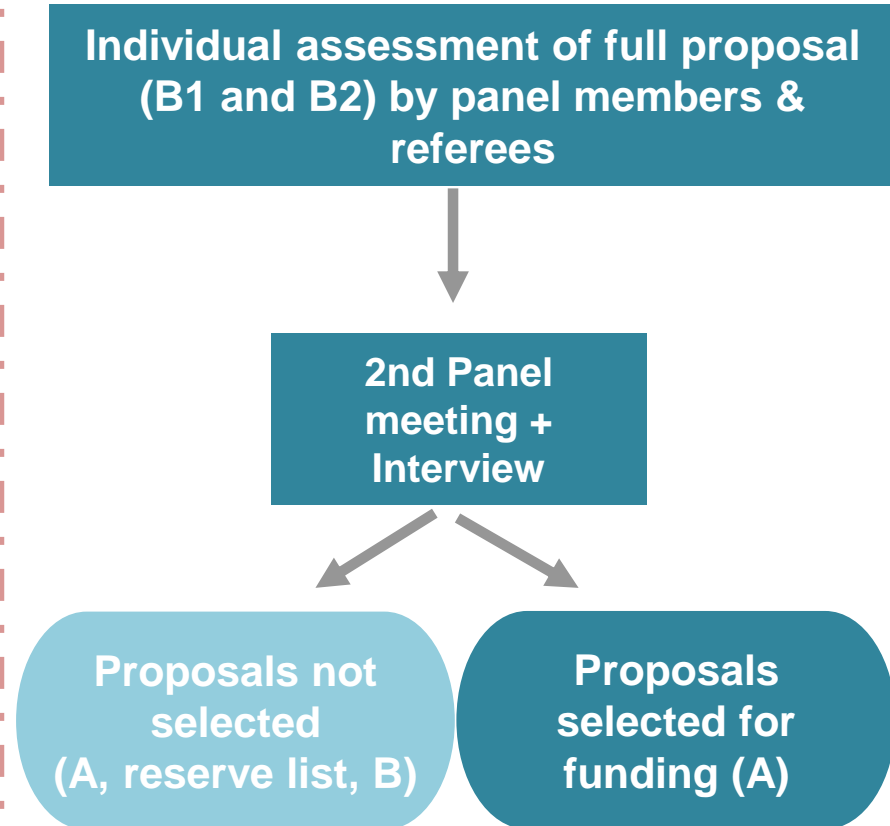 Individual assessment of full proposal
(B1 and B2) by panel members &
referees
2nd Panel
meeting +
Interview
Proposals not
selected
(A, reserve list, B)
Proposals
selected for
funding (A)